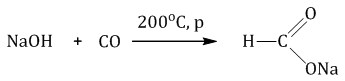 NaOH + CO 200°C, p H C O ONa